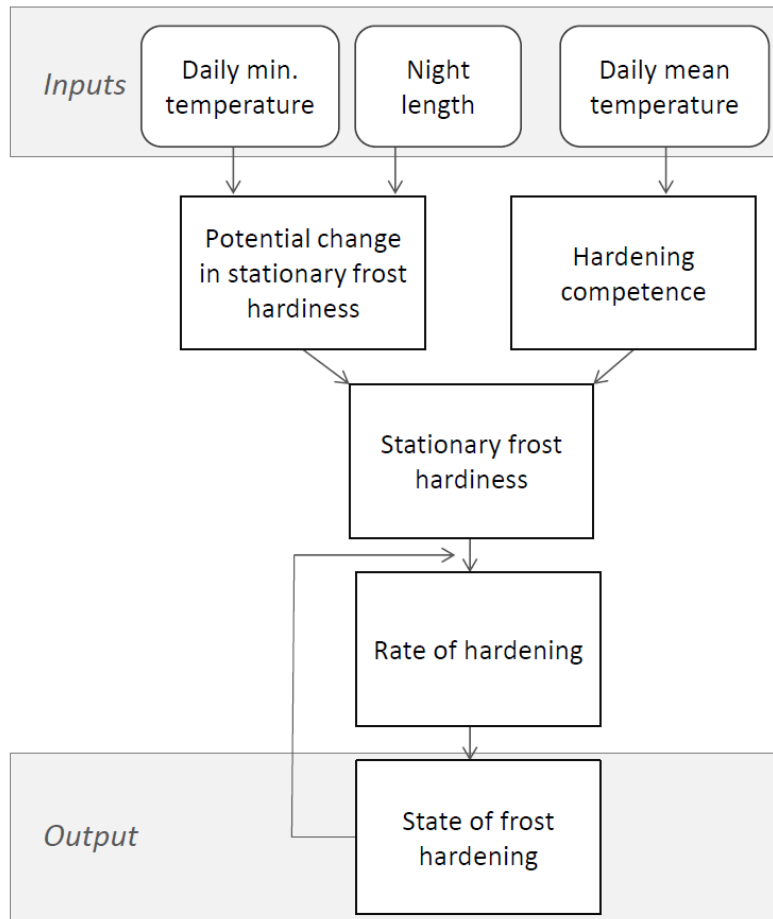 Inputs
Daily min.
temperature
Night
length
Daily mean
temperature
Potential change
in stationary frost
hardiness
Hardening
competence
Stationary frost
hardiness
Rate of hardening
Output
State of frost
hardening